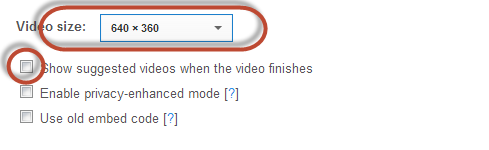 Video size: 640 × 360
Show suggested videos when the video finishes
Enable privacy-enhanced mode [?]
Use old embed code [?]